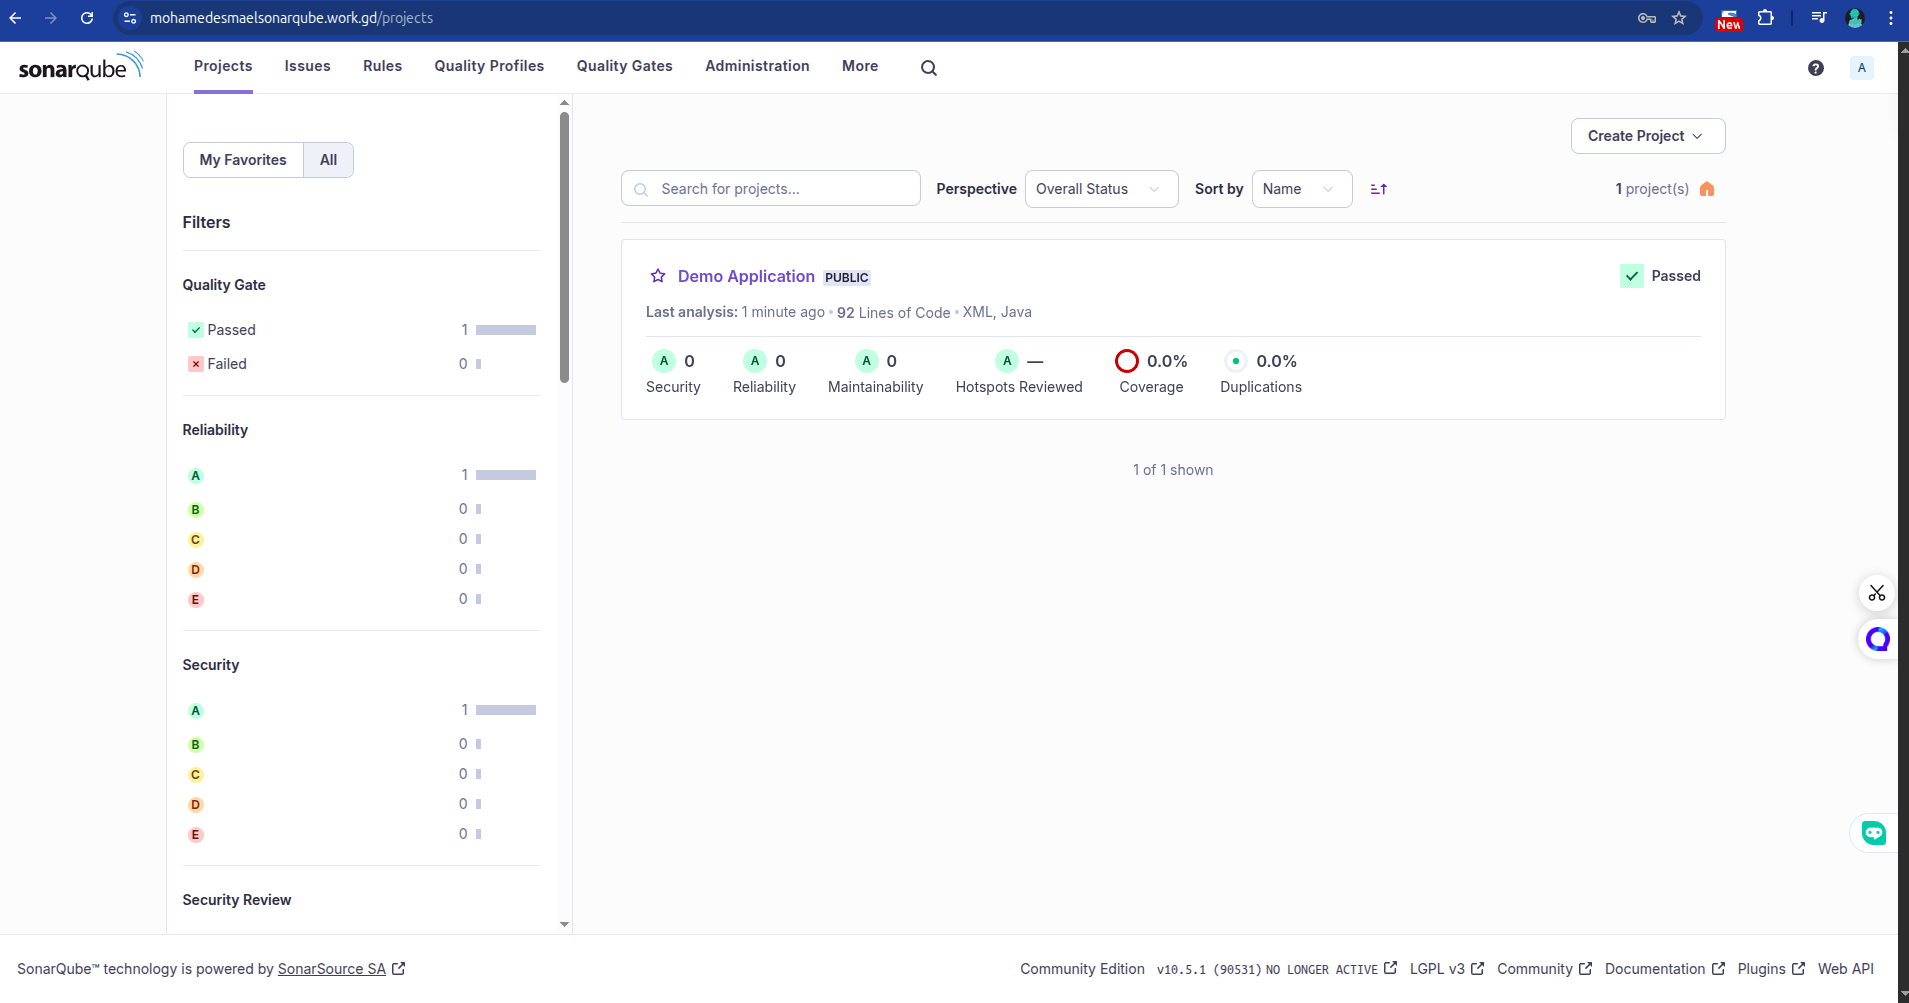 mohamedesmaelsonarqube.work.gd/projects
New
sonarqube
Projects
Issues
Rules
Quality Profiles
Quality Gates
Administration
More
A
My Favorites
All
Filters
Quality Gate
Passed 1
Failed 0
Reliability
A 1
B 0
C 0
D 0
E 0
Security
A 1
B 0
C 0
D 0
E 0
Security Review
Create Project
Search for projects...
Perspective
Overall Status
Sort by
Name
1 project(s)
Demo Application PUBLIC
Passed
Last analysis: 1 minute ago • 92 Lines of Code • XML, Java
A 0
Security
A 0
Reliability
A 0
Maintainability
A —
Hotspots Reviewed
0.0%
Coverage
0.0%
Duplications
1 of 1 shown
SonarQube™ technology is powered by SonarSource SA
Community Edition v10.5.1 (90531) NO LONGER ACTIVE LGPL v3 Community Documentation Plugins Web API